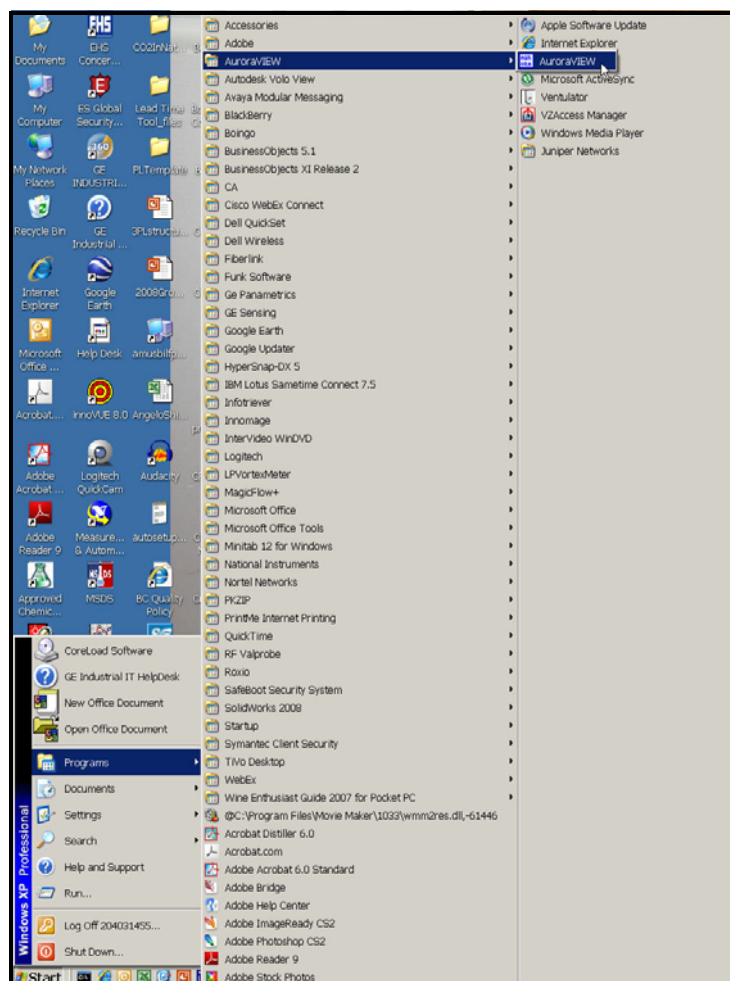 My Documents
EHS Concer...
CO2InNat...
My Computer
ES Global Security...
Lead Time Tool_files
My Network Places
GE INDUSTRI...
PLTemplate
Recycle Bin
GE Industrial ...
3PLstructu...
Internet Explorer
Google Earth
2008Gro...
Microsoft Office ...
Help Desk
amusbilfp...
Acrobat....
InnoVUE 8.0
AngeloShi...
Adobe Acrobat ...
Logitech QuickCam
Audacity
Adobe Reader 9
Measure... & Autom...
autosetup...
Approved Chemic...
MSDS
BC Quality Policy
CoreLoad Software
GE Industrial IT HelpDesk
New Office Document
Open Office Document
Programs
Documents
Settings
Search
Help and Support
Run...
Log Off 204031455...
Shut Down...
Windows XP Professional
Start
Accessories
Adobe
AuroraVIEW
Autodesk Volo View
Avaya Modular Messaging
BlackBerry
Boingo
BusinessObjects 5.1
BusinessObjects XI Release 2
CA
Cisco WebEx Connect
Dell QuickSet
Dell Wireless
Fiberlink
Funk Software
Ge Panametrics
GE Sensing
Google Earth
Google Updater
HyperSnap-DX 5
IBM Lotus Sametime Connect 7.5
Infotriever
Innomage
InterVideo WinDVD
Logitech
LPVortexMeter
MagicFlow+
Microsoft Office
Microsoft Office Tools
Minitab 12 for Windows
National Instruments
Nortel Networks
PKZIP
PrintMe Internet Printing
QuickTime
RF Valprobe
Roxio
SafeBoot Security System
SolidWorks 2008
Startup
Symantec Client Security
TiVo Desktop
WebEx
Wine Enthusiast Guide 2007 for Pocket PC
@C:\Program Files\Movie Maker\1033\wmm2res.dll,-61446
Acrobat Distiller 6.0
Acrobat.com
Adobe Acrobat 6.0 Standard
Adobe Bridge
Adobe Help Center
Adobe ImageReady CS2
Adobe Photoshop CS2
Adobe Reader 9
Adobe Stock Photos
Apple Software Update
Internet Explorer
AuroraVIEW
Microsoft ActiveSync
Ventulator
VZAccess Manager
Windows Media Player
Juniper Networks